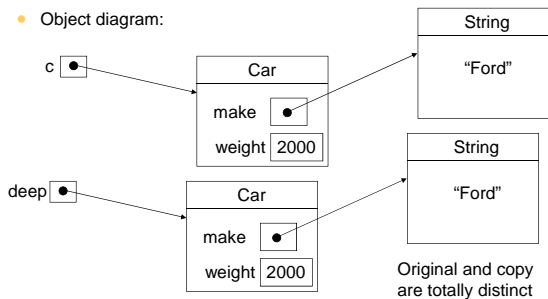 Object diagram:
String
c
Car
“Ford”
make
weight 2000
String
deep
Car
“Ford”
make
weight 2000
Original and copy
are totally distinct